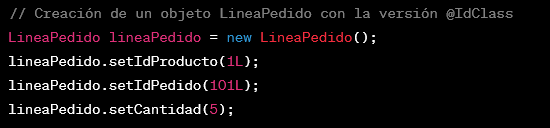 // Creación de un objeto LineaPedido con la versión @IdClass
LineaPedido lineaPedido = new LineaPedido();
lineaPedido.setIdProducto(1L);
lineaPedido.setIdPedido(101L);
lineaPedido.setCantidad(5);